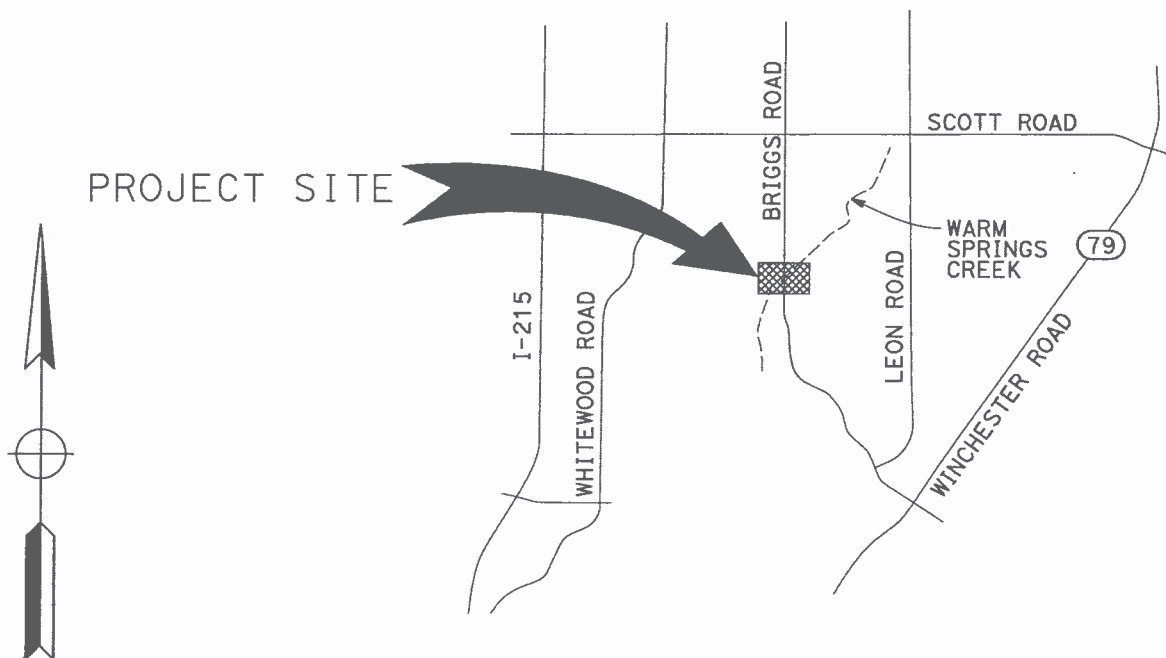 PROJECT SITE
I-215
WHITEWOOD ROAD
BRIGGS ROAD
SCOTT ROAD
WARM
SPRINGS
CREEK
LEON ROAD
79
WINCHESTER ROAD